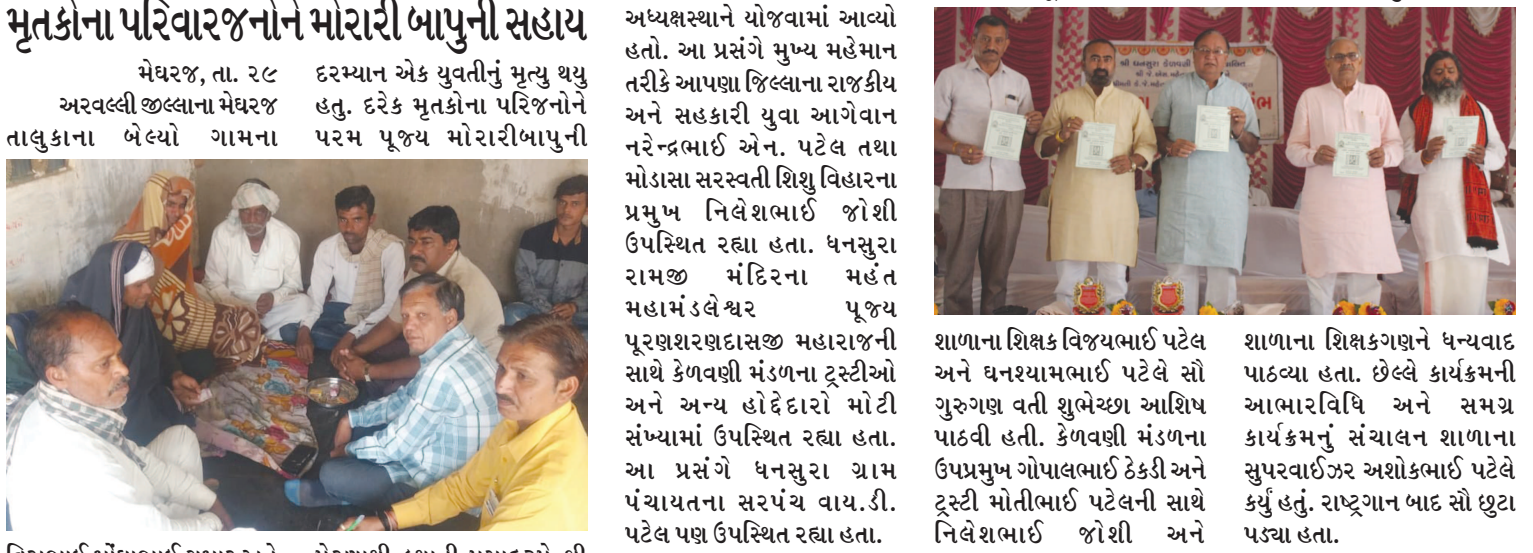 મૃતકોના પરિવારજનોને મોરારી બાપુની સહાય
મેઘરજ, તા. ૨૯
અરવલ્લી જીલ્લાના મેઘરજ
તાલુકાના બેલ્યો ગામના
દરમ્યાન એક યુવતીનું મૃત્યુ થયુ
હતુ. દરેક મૃતકોના પરિજનોને
પરમ પૂજ્ય મોરારીબાપુની
અધ્યક્ષસ્થાને યોજવામાં આવ્યો
હતો. આ પ્રસંગે મુખ્ય મહેમાન
તરીકે આપણા જિલ્લાના રાજકીય
અને સહકારી યુવા આગેવાન
નરેન્દ્રભાઈ એન. પટેલ તથા
મોડાસા સરસ્વતી શિશુ વિહારના
પ્રમુખ નિલેશભાઈ જોશી
ઉપસ્થિત રહ્યા હતા. ધનસુરા
રામજી મંદિરના મહંત
મહામંડલેશ્વર પૂજ્ય
પૂરણશરણદાસજી મહારાજની
સાથે કેળવણી મંડળના ટ્રસ્ટીઓ
અને અન્ય હોદ્દેદારો મોટી
સંખ્યામાં ઉપસ્થિત રહ્યા હતા.
આ પ્રસંગે ધનસુરા ગ્રામ
પંચાયતના સરપંચ વાય.ડી.
પટેલ પણ ઉપસ્થિત રહ્યા હતા.
શ્રી ધનસુરા કેળવણી
શાળાના શિક્ષક વિજયભાઈ પટેલ
અને ઘનશ્યામભાઈ પટેલે સૌ
ગુરુગણ વતી શુભેચ્છા આશિષ
પાઠવી હતી. કેળવણી મંડળના
ઉપપ્રમુખ ગોપાલભાઈ ઠેકડી અને
ટ્રસ્ટી મોતીભાઈ પટેલની સાથે
નિલેશભાઈ જોશી અને
શાળાના શિક્ષકગણને ધન્યવાદ
પાઠવ્યા હતા. છેલ્લે કાર્યક્રમની
આભારવિધિ અને સમગ્ર
કાર્યક્રમનું સંચાલન શાળાના
સુપરવાઈઝર અશોકભાઈ પટેલે
કર્યું હતું. રાષ્ટ્રગાન બાદ સૌ છુટા
પડ્યા હતા.